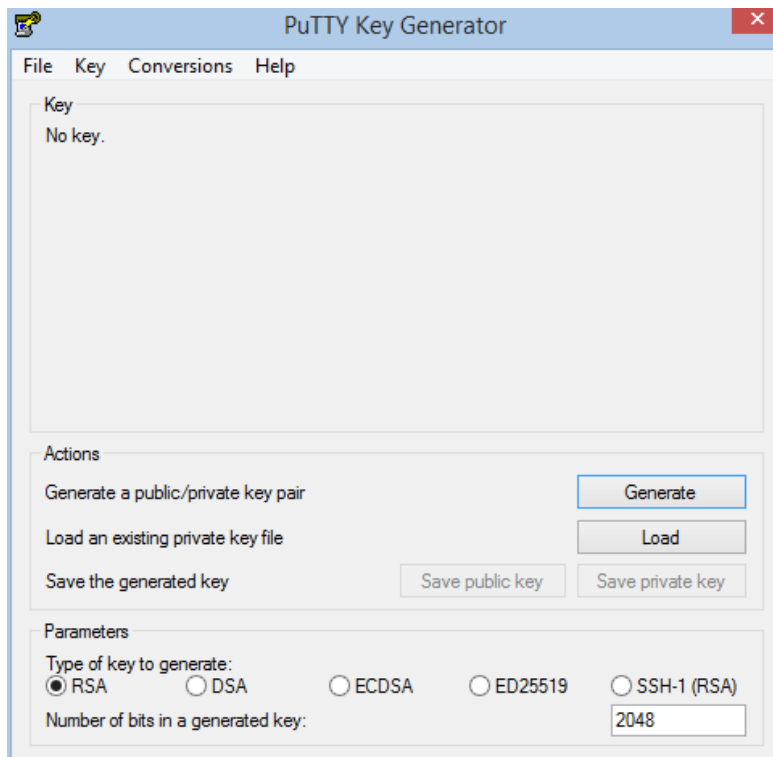 PuTTY Key Generator
File Key Conversions Help
Key
No key.
Actions
Generate a public/private key pair Generate
Load an existing private key file Load
Save the generated key Save public key Save private key
Parameters
Type of key to generate:
RSA DSA ECDSA ED25519 SSH-1 (RSA)
Number of bits in a generated key: 2048